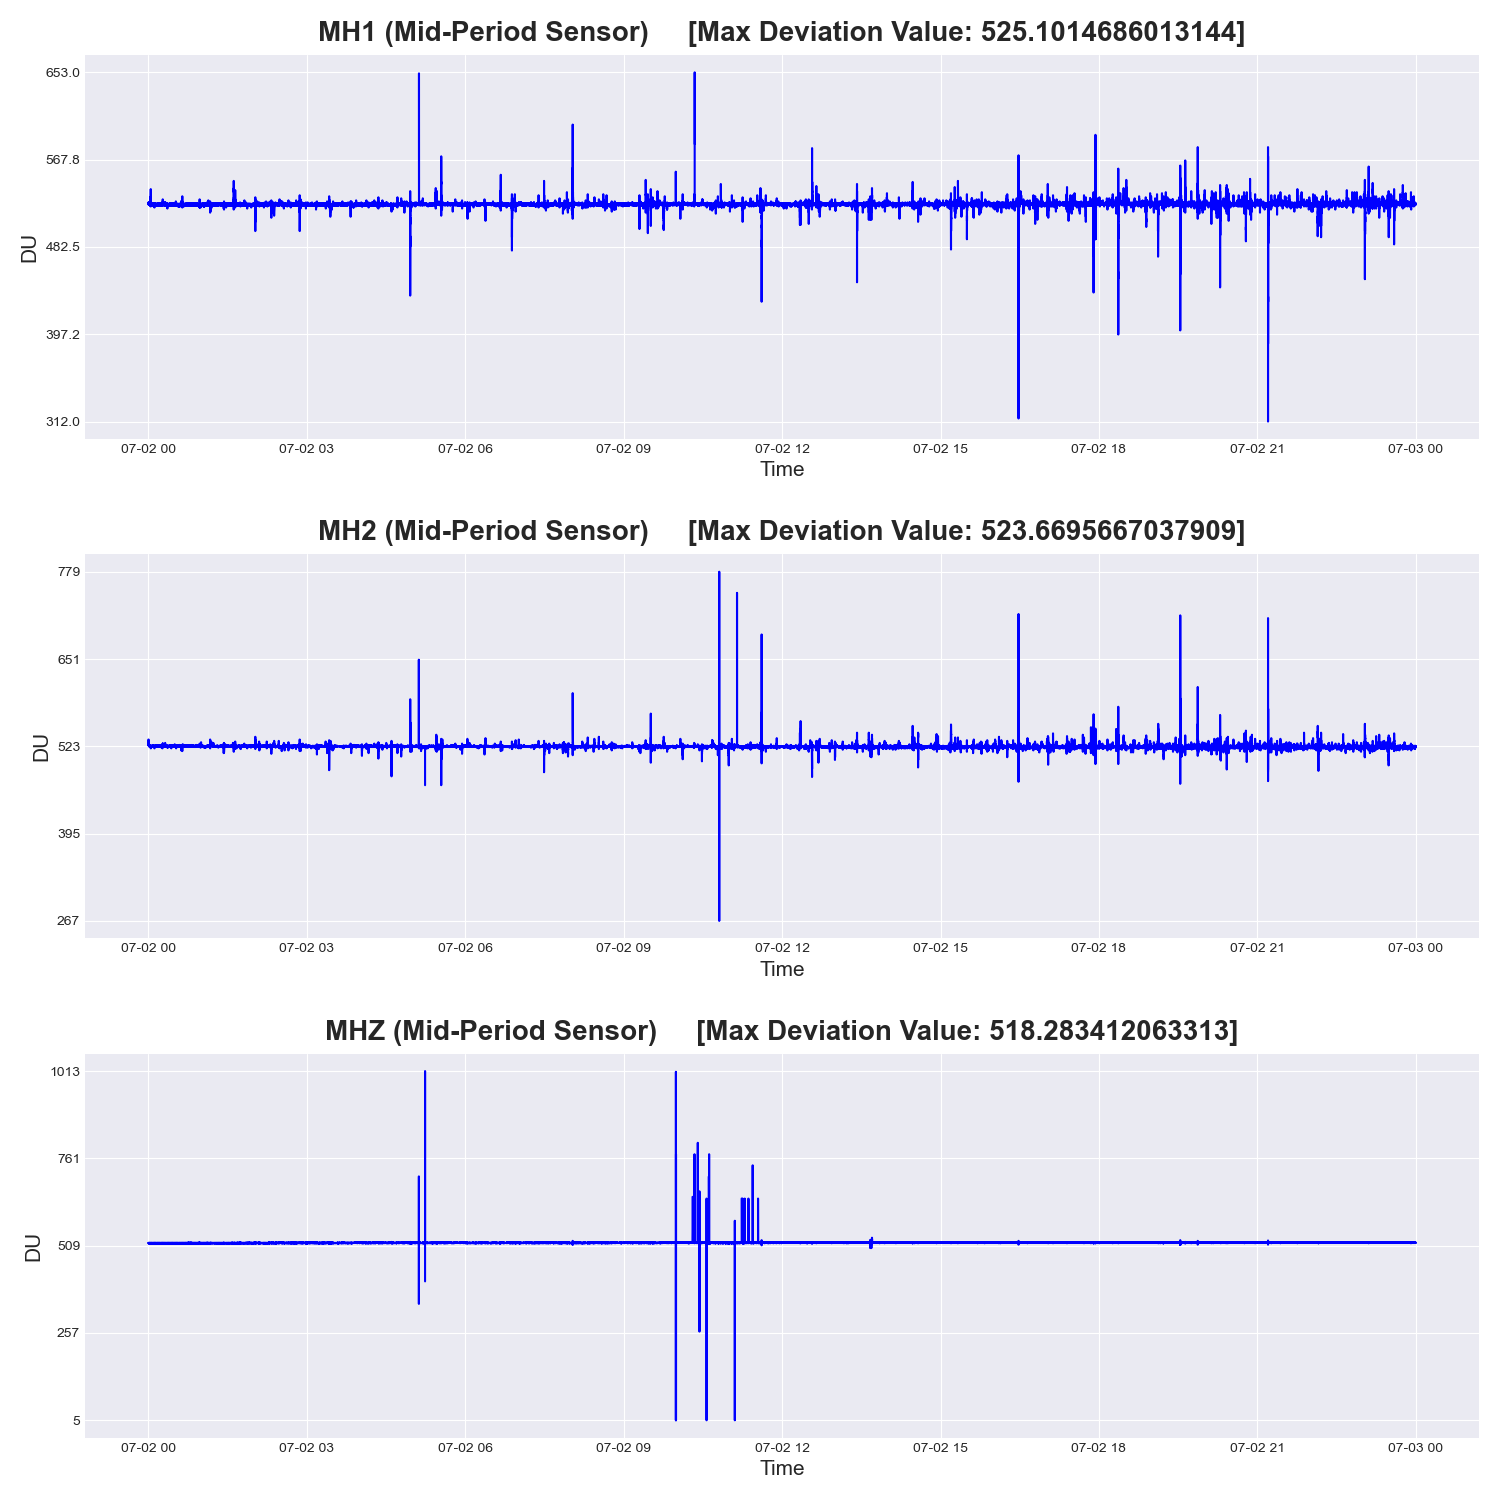 MH1 (Mid-Period Sensor) [Max Deviation Value: 525.1014686013144]
653.0
567.8
482.5
397.2
312.0
DU
07-02 00 07-02 03 07-02 06 07-02 09 07-02 12 07-02 15 07-02 18 07-02 21 07-03 00
Time
MH2 (Mid-Period Sensor) [Max Deviation Value: 523.6695667037909]
779
651
523
395
267
DU
07-02 00 07-02 03 07-02 06 07-02 09 07-02 12 07-02 15 07-02 18 07-02 21 07-03 00
Time
MHZ (Mid-Period Sensor) [Max Deviation Value: 518.283412063313]
1013
761
509
257
5
DU
07-02 00 07-02 03 07-02 06 07-02 09 07-02 12 07-02 15 07-02 18 07-02 21 07-03 00
Time